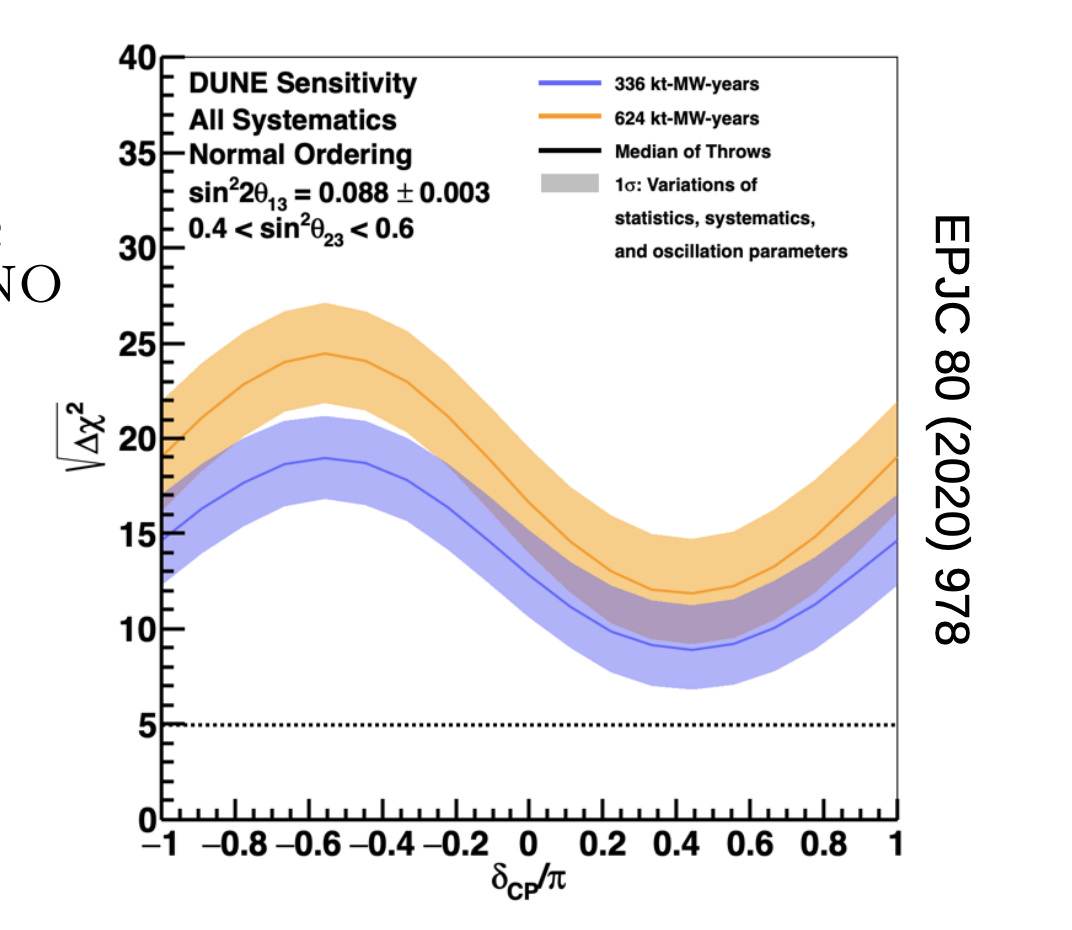 40
35
30
25
20
15
10
5
0
√Δχ²
DUNE Sensitivity
All Systematics
Normal Ordering
sin²2θ₁₃ = 0.088 ± 0.003
0.4 < sin²θ₂₃ < 0.6
336 kt-MW-years
624 kt-MW-years
Median of Throws
1σ: Variations of
statistics, systematics,
and oscillation parameters
−1 −0.8 −0.6 −0.4 −0.2 0 0.2 0.4 0.6 0.8 1
δCP/π
NO
EPJC 80 (2020) 978